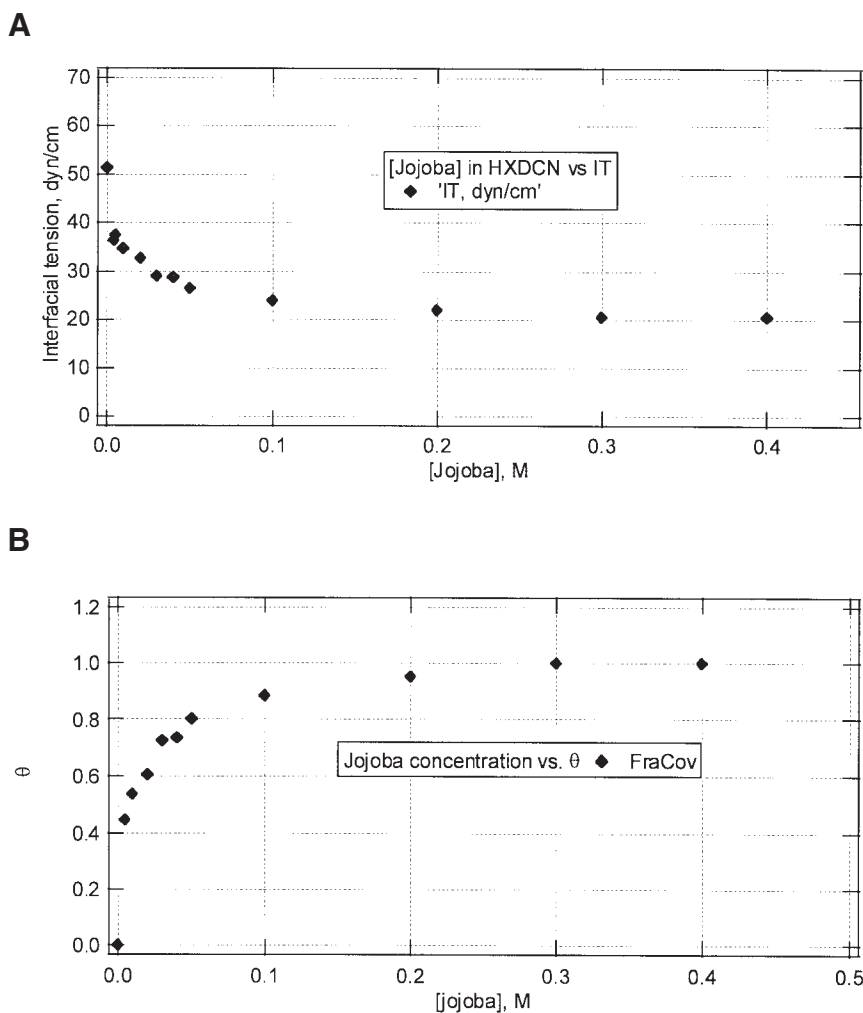 A
70
60
50
40
30
20
10
0
Interfacial tension, dyn/cm
[Jojoba] in HXDCN vs IT
'IT, dyn/cm'
0.0 0.1 0.2 0.3 0.4
[Jojoba], M
B
1.2
1.0
0.8
0.6
0.4
0.2
0.0
θ
Jojoba concentration vs. θ FraCov
0.0 0.1 0.2 0.3 0.4 0.5
[jojoba], M